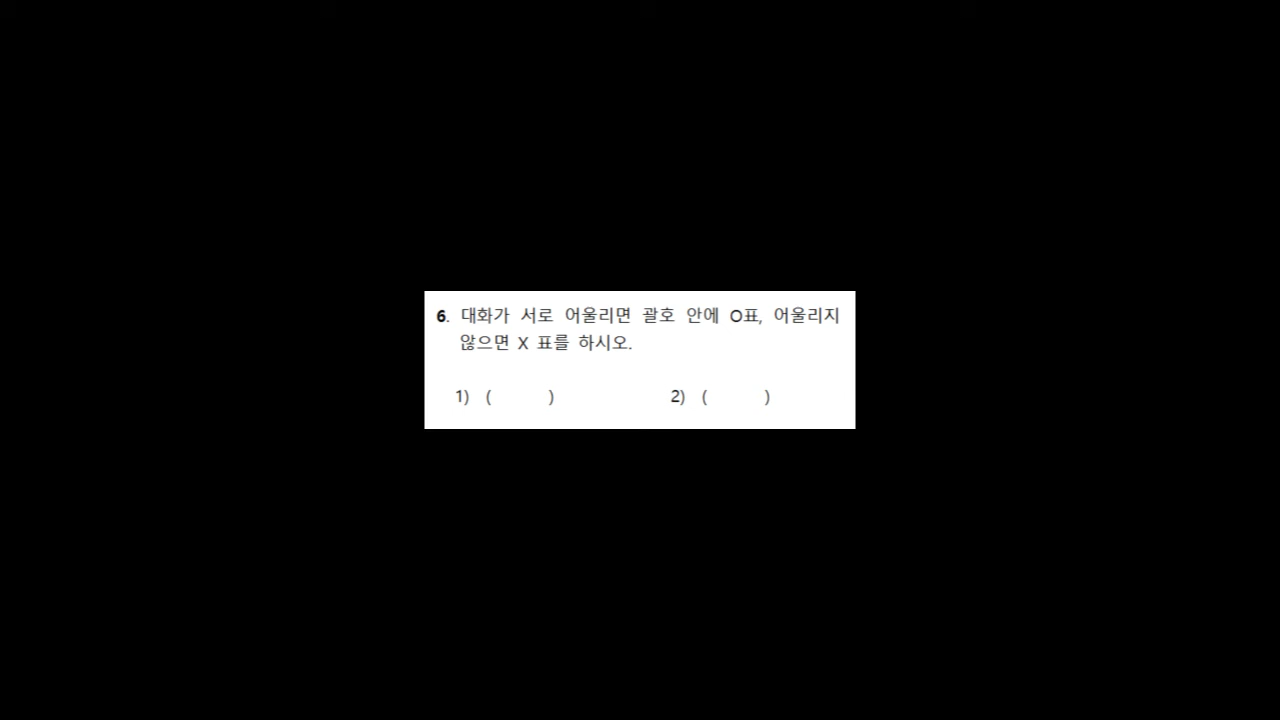 6. 대화가 서로 어울리면 괄호 안에 O표, 어울리지
않으면 X 표를 하시오.
1) ( ) 2) ( )